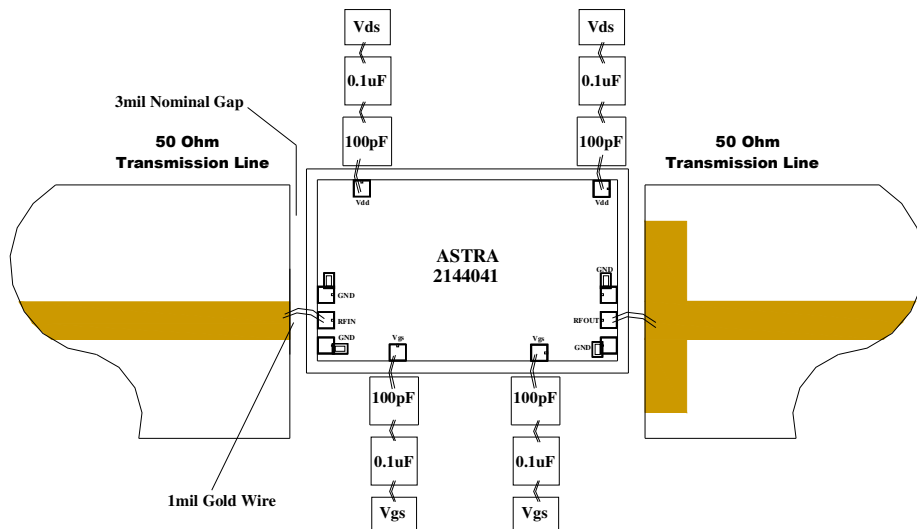 Vds
Vds
0.1uF
0.1uF
3mil Nominal Gap
100pF
100pF
50 Ohm
Transmission Line
50 Ohm
Transmission Line
Vdd
Vdd
ASTRA
2144041
GND
GND
RFIN
RFOUT
GND
Vgs
Vgs
GND
100pF
100pF
0.1uF
0.1uF
1mil Gold Wire
Vgs
Vgs